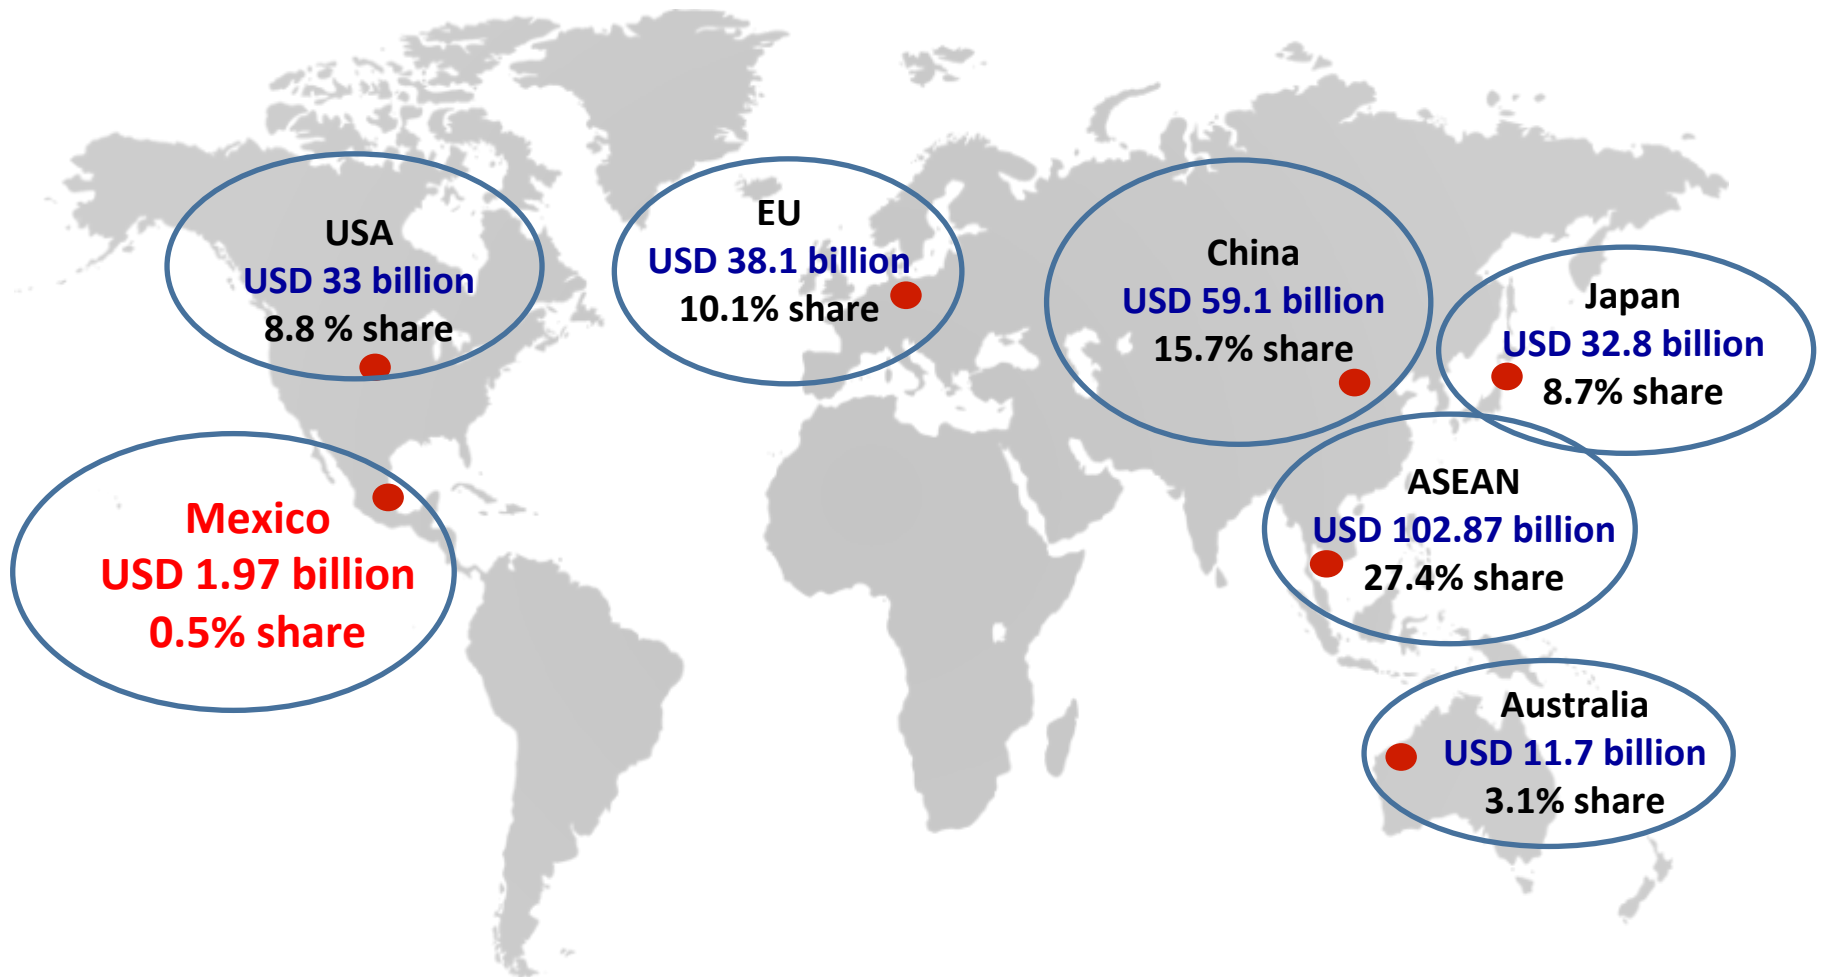 USA
USD 33 billion
8.8 % share
EU
USD 38.1 billion
10.1% share
China
USD 59.1 billion
15.7% share
Japan
USD 32.8 billion
8.7% share
Mexico
USD 1.97 billion
0.5% share
ASEAN
USD 102.87 billion
27.4% share
Australia
USD 11.7 billion
3.1% share